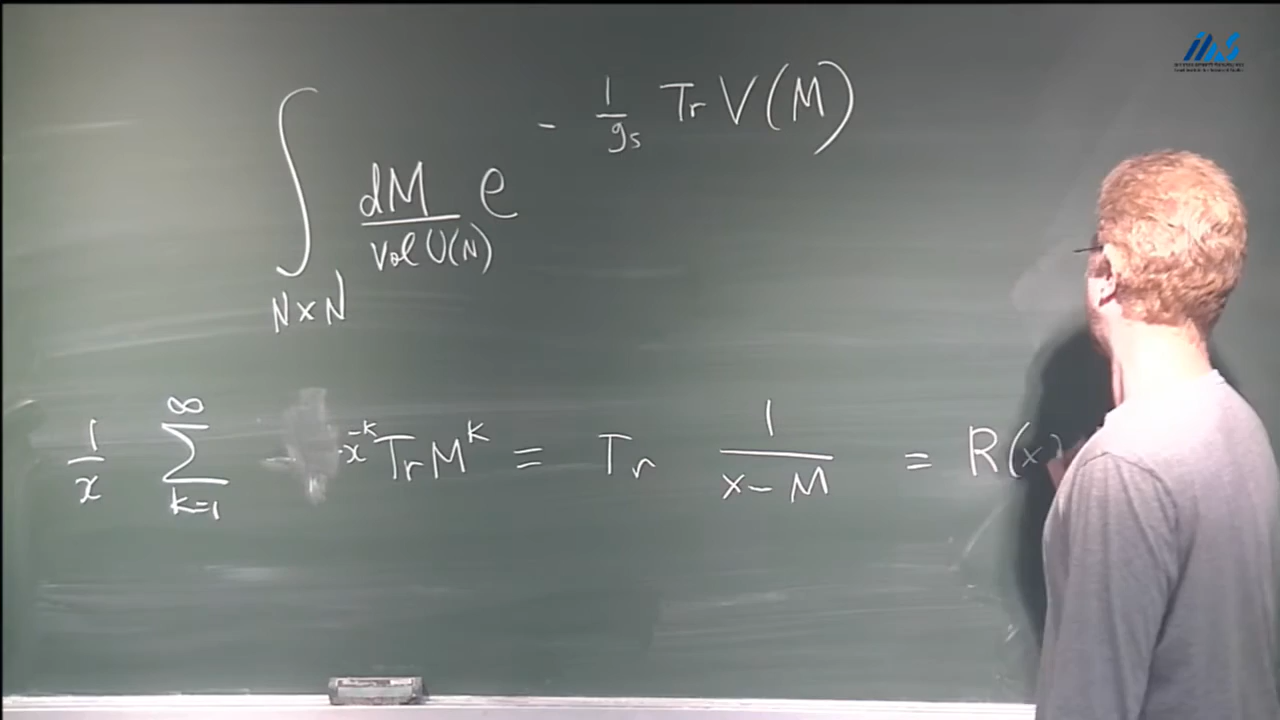 ∫_{N×N} dM / Vol U(N) e^{- 1/g_s Tr V(M)}
1/x ∑_{k=1}^{∞} x^{-k} Tr M^k = Tr 1/(x-M) = R(x)